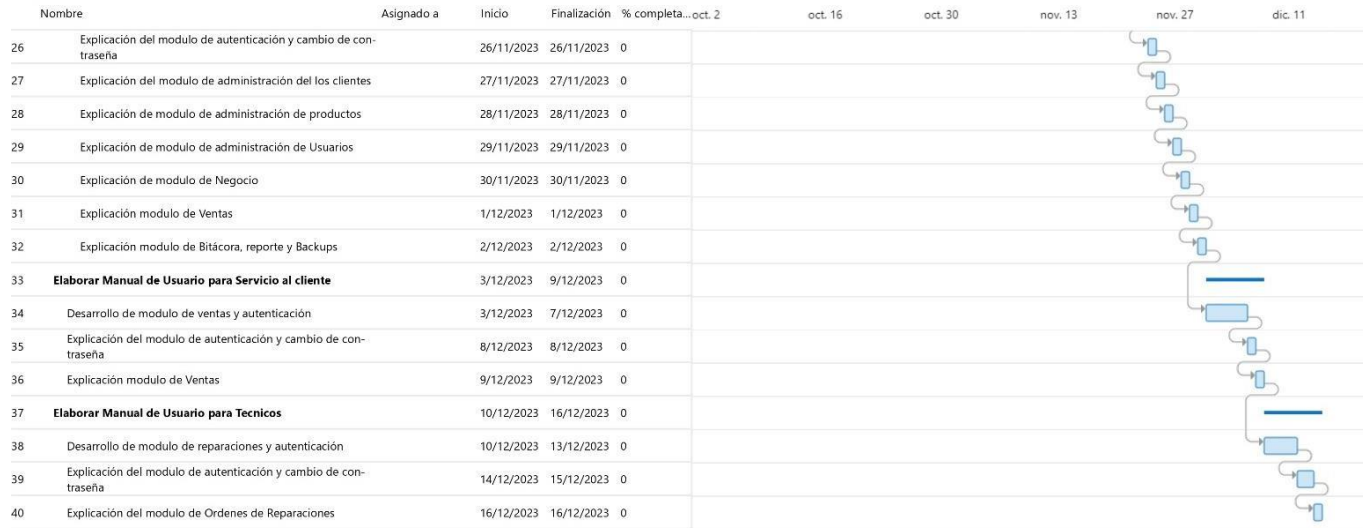 Nombre Asignado a Inicio Finalización % completa... oct. 2 oct. 16 oct. 30 nov. 13 nov. 27 dic. 11
26 Explicación del modulo de autenticación y cambio de con-
traseña 26/11/2023 26/11/2023 0
27 Explicación del modulo de administración del los clientes 27/11/2023 27/11/2023 0
28 Explicación de modulo de administración de productos 28/11/2023 28/11/2023 0
29 Explicación de modulo de administración de Usuarios 29/11/2023 29/11/2023 0
30 Explicación de modulo de Negocio 30/11/2023 30/11/2023 0
31 Explicación modulo de Ventas 1/12/2023 1/12/2023 0
32 Explicación modulo de Bitácora, reporte y Backups 2/12/2023 2/12/2023 0
33 Elaborar Manual de Usuario para Servicio al cliente 3/12/2023 9/12/2023 0
34 Desarrollo de modulo de ventas y autenticación 3/12/2023 7/12/2023 0
35 Explicación del modulo de autenticación y cambio de con-
traseña 8/12/2023 8/12/2023 0
36 Explicación modulo de Ventas 9/12/2023 9/12/2023 0
37 Elaborar Manual de Usuario para Tecnicos 10/12/2023 16/12/2023 0
38 Desarrollo de modulo de reparaciones y autenticación 10/12/2023 13/12/2023 0
39 Explicación del modulo de autenticación y cambio de con-
traseña 14/12/2023 15/12/2023 0
40 Explicación del modulo de Ordenes de Reparaciones 16/12/2023 16/12/2023 0